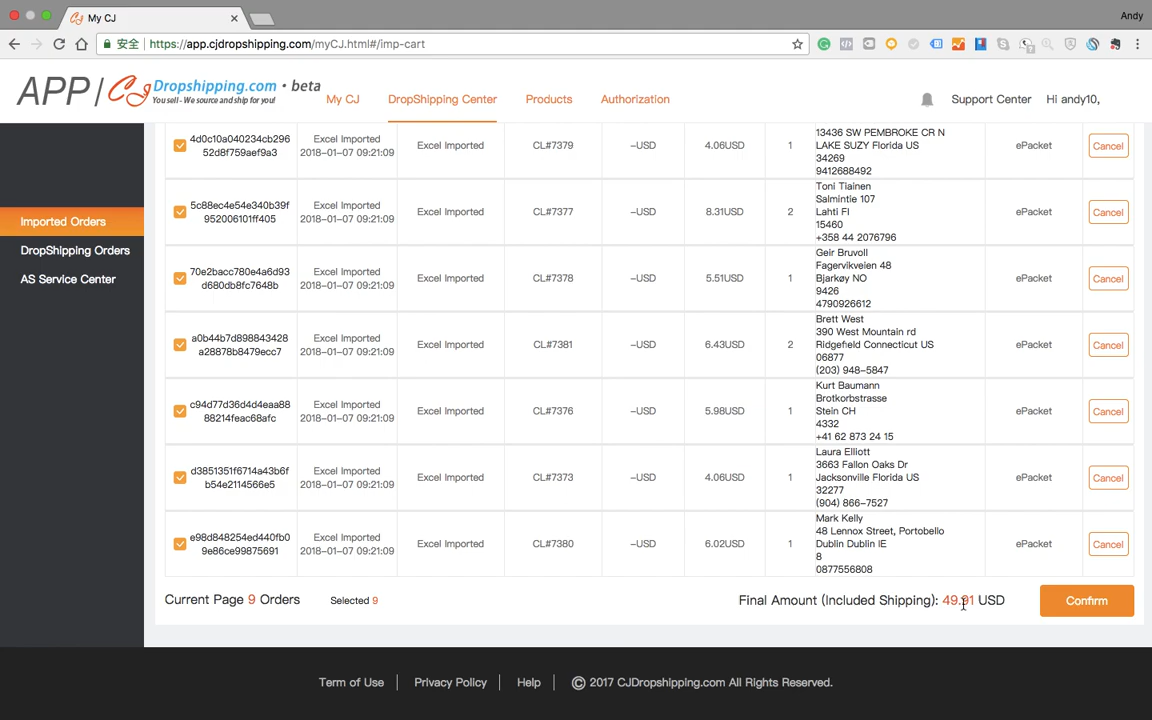 My CJ
Andy
安全 | https://app.cjdropshipping.com/myCJ.html#/imp-cart
APP | CJ Dropshipping.com • beta
You sell - We source and ship for you!
My CJ
DropShipping Center
Products
Authorization
Support Center
Hi andy10,
Imported Orders
DropShipping Orders
AS Service Center
4d0c10a040234cb296
52d8f759aef9a3
Excel Imported
2018-01-07 09:21:09
Excel Imported
CL#7379
-USD
4.06USD
1
13436 SW PEMBROKE CR N
LAKE SUZY Florida US
34269
9412688492
ePacket
Cancel
5c88ec4e54e340b39f
952006101ff405
Excel Imported
2018-01-07 09:21:09
Excel Imported
CL#7377
-USD
8.31USD
2
Toni Tiainen
Salmintie 107
Lahti FI
15460
+358 44 2076796
ePacket
Cancel
70e2bacc780e4a6d93
d680db8fc7648b
Excel Imported
2018-01-07 09:21:09
Excel Imported
CL#7378
-USD
5.51USD
1
Geir Bruvoll
Fagervikveien 48
Bjarkøy NO
9426
4790926612
ePacket
Cancel
a0b44b7d898843428
a28878b8479ecc7
Excel Imported
2018-01-07 09:21:09
Excel Imported
CL#7381
-USD
6.43USD
2
Brett West
390 West Mountain rd
Ridgefield Connecticut US
06877
(203) 948-5847
ePacket
Cancel
c94d77d36d4d4eaa88
88214feac68afc
Excel Imported
2018-01-07 09:21:09
Excel Imported
CL#7376
-USD
5.98USD
1
Kurt Baumann
Brotkorbstrasse
Stein CH
4332
+41 62 873 24 15
ePacket
Cancel
d3851351f6714a43b6f
b54e2114566e5
Excel Imported
2018-01-07 09:21:09
Excel Imported
CL#7373
-USD
4.06USD
1
Laura Elliott
3663 Fallon Oaks Dr
Jacksonville Florida US
32277
(904) 866-7527
ePacket
Cancel
e98d848254ed440fb0
9e86ce99875691
Excel Imported
2018-01-07 09:21:09
Excel Imported
CL#7380
-USD
6.02USD
1
Mark Kelly
48 Lennox Street, Portobello
Dublin Dublin IE
8
0877556808
ePacket
Cancel
Current Page 9 Orders
Selected 9
Final Amount (Included Shipping): 49.91 USD
Confirm
Term of Use
Privacy Policy
Help
© 2017 CJDropshipping.com All Rights Reserved.